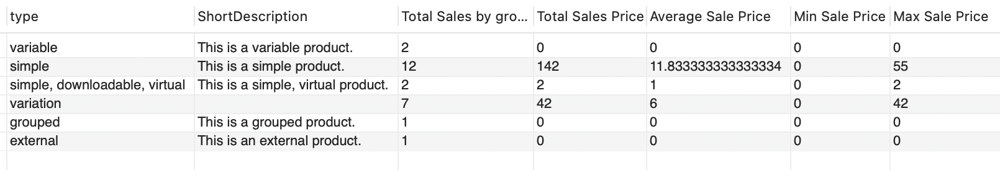 type ShortDescription Total Sales by gro... Total Sales Price Average Sale Price Min Sale Price Max Sale Price
variable This is a variable product. 2 0 0 0 0
simple This is a simple product. 12 142 11.833333333333334 0 55
simple, downloadable, virtual This is a simple, virtual product. 2 2 1 0 2
variation 7 42 6 0 42
grouped This is a grouped product. 1 0 0 0 0
external This is an external product. 1 0 0 0 0